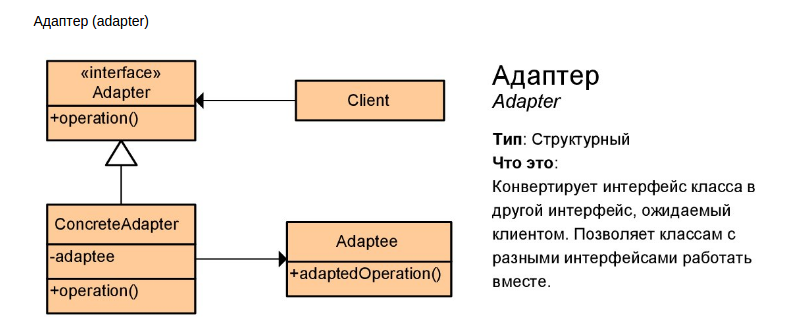 Адаптер (adapter)
«interface»
Adapter
+operation()
Client
ConcreteAdapter
-adaptee
+operation()
Adaptee
+adaptedOperation()
Адаптер
Adapter
Тип: Структурный
Что это:
Конвертирует интерфейс класса в
другой интерфейс, ожидаемый
клиентом. Позволяет классам с
разными интерфейсами работать
вместе.